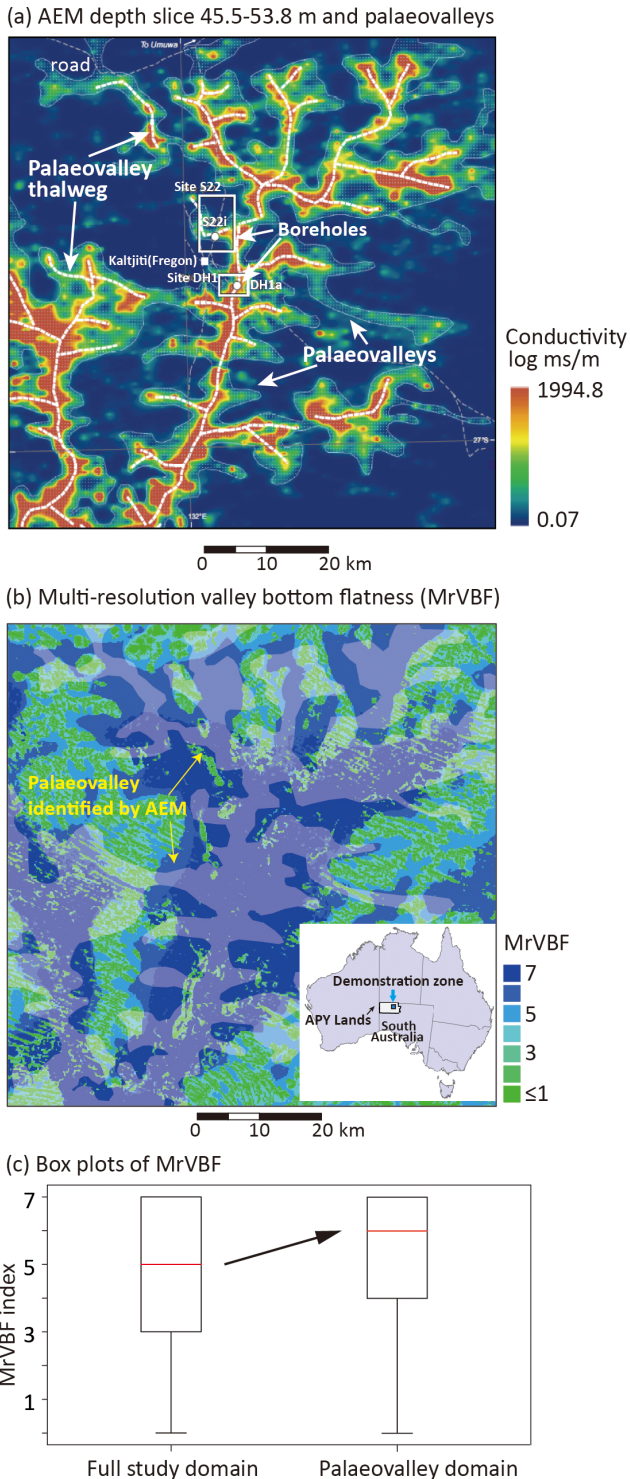 (a) AEM depth slice 45.5-53.8 m and palaeovalleys
To Umuwa
road
Palaeovalley
thalweg
Site S22
S22i
Boreholes
Kaltjiti(Fregon)
Site DH1
DH1a
Palaeovalleys
27°S
132°E
Conductivity
log ms/m
1994.8
0.07
0 10 20 km
(b) Multi-resolution valley bottom flatness (MrVBF)
Palaeovalley
identified by AEM
Demonstration zone
APY Lands
South
Australia
MrVBF
7
5
3
≤1
0 10 20 km
(c) Box plots of MrVBF
MrVBF index
7
5
3
1
Full study domain
Palaeovalley domain